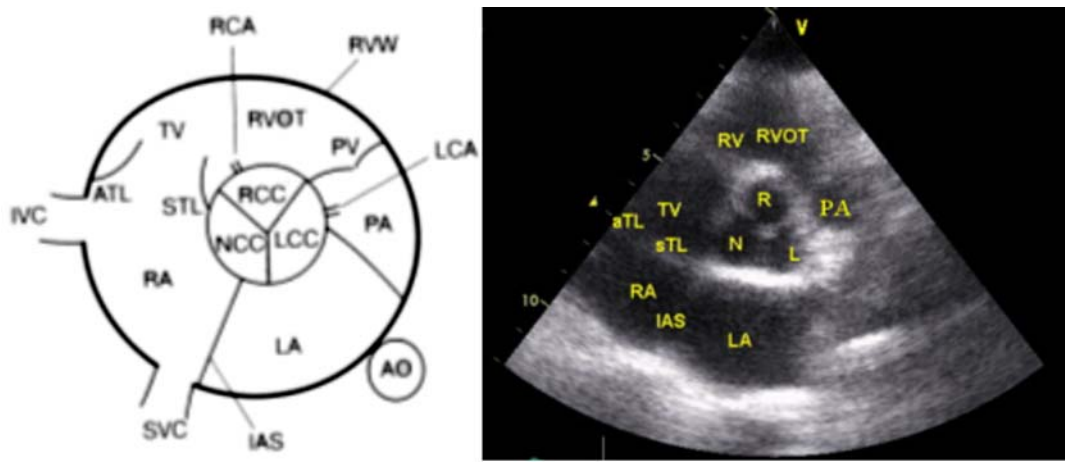 RCA
RVW
TV
RVOT
PV
LCA
ATL
STL
RCC
IVC
NCC
LCC
PA
RA
LA
AO
SVC
IAS
V
5
RV RVOT
R
aTL
TV
PA
sTL
N
L
RA
10
IAS
LA